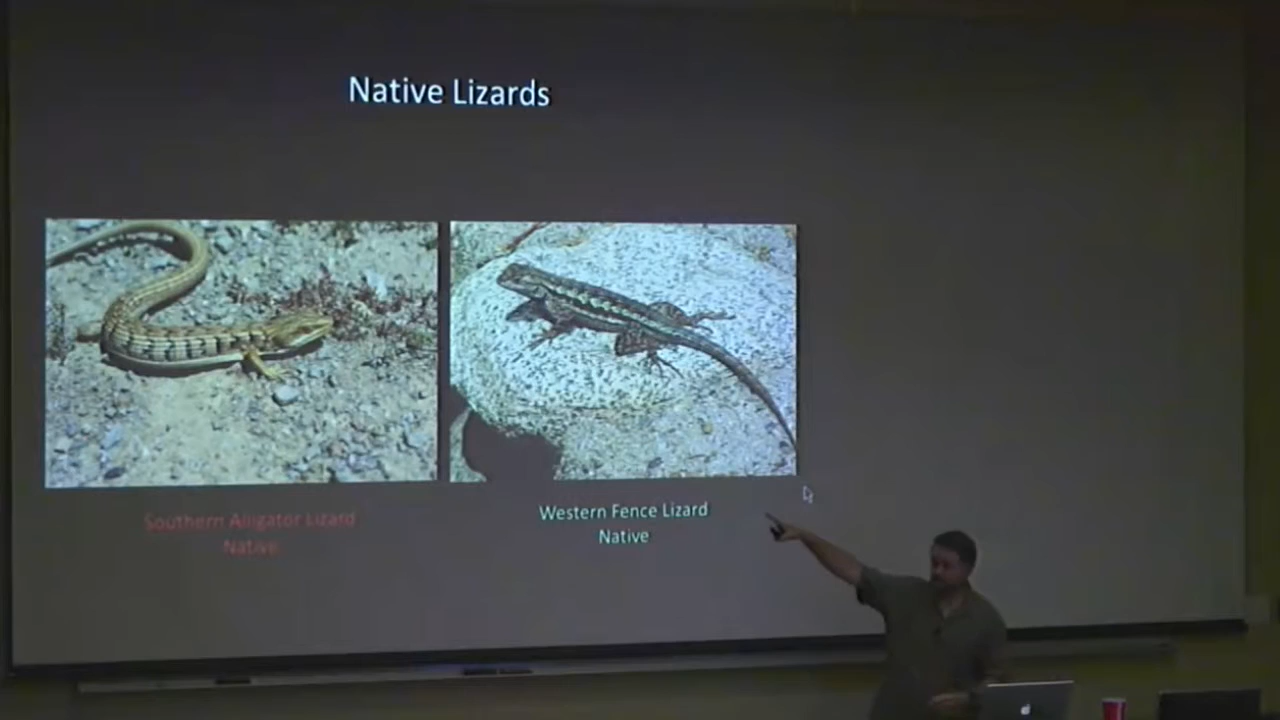 Native Lizards
Southern Alligator Lizard
Native
Western Fence Lizard
Native